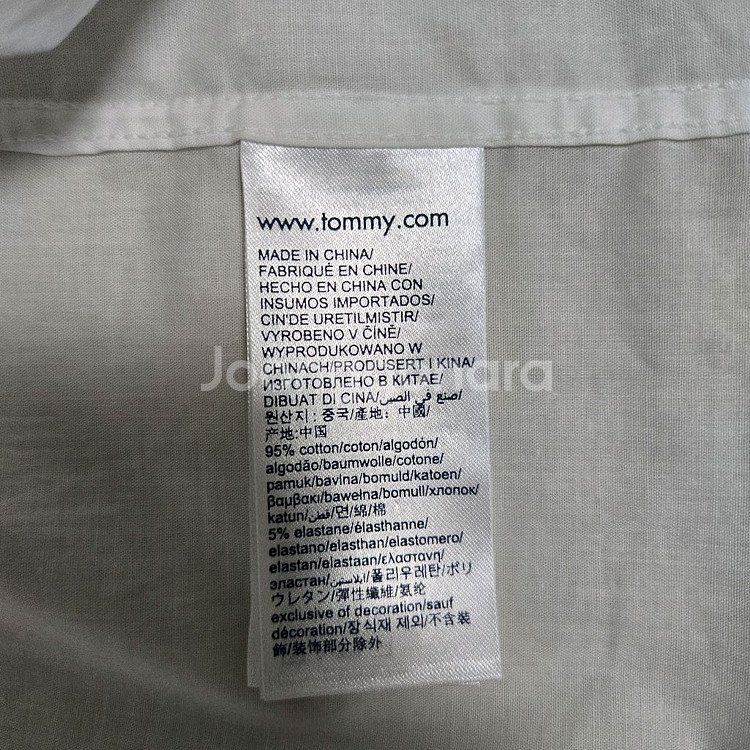 www.tommy.com
MADE IN CHINA/
FABRIQUÉ EN CHINE/
HECHO EN CHINA CON
INSUMOS IMPORTADOS/
CIN'DE URETILMISTIR/
VYROBENO V ČÍNĚ/
WYPRODUKOWANO W
CHINACH/PRODUSERT I KINA/
ИЗГОТОВЛЕНО В КИТАЕ/
DIBUAT DI CINA/صنع في الصين/
원산지 : 중국/產地: 中國/
产地:中国
95% cotton/coton/algodón/
algodão/baumwolle/cotone/
pamuk/bavlna/bomuld/katoen/
βαμβακι/bawełna/bomull/хлопок/
katun/قطن/면/綿/棉
5% elastane/élasthanne/
elastano/elasthan/elastomero/
elastan/elastaan/ελαστανη/
эластан/ايلاستين/폴리우레탄/ポリ
ウレタン/彈性纖維/氨纶
exclusive of decoration/sauf
décoration/장식재 제외/不含裝
飾/装饰部分除外